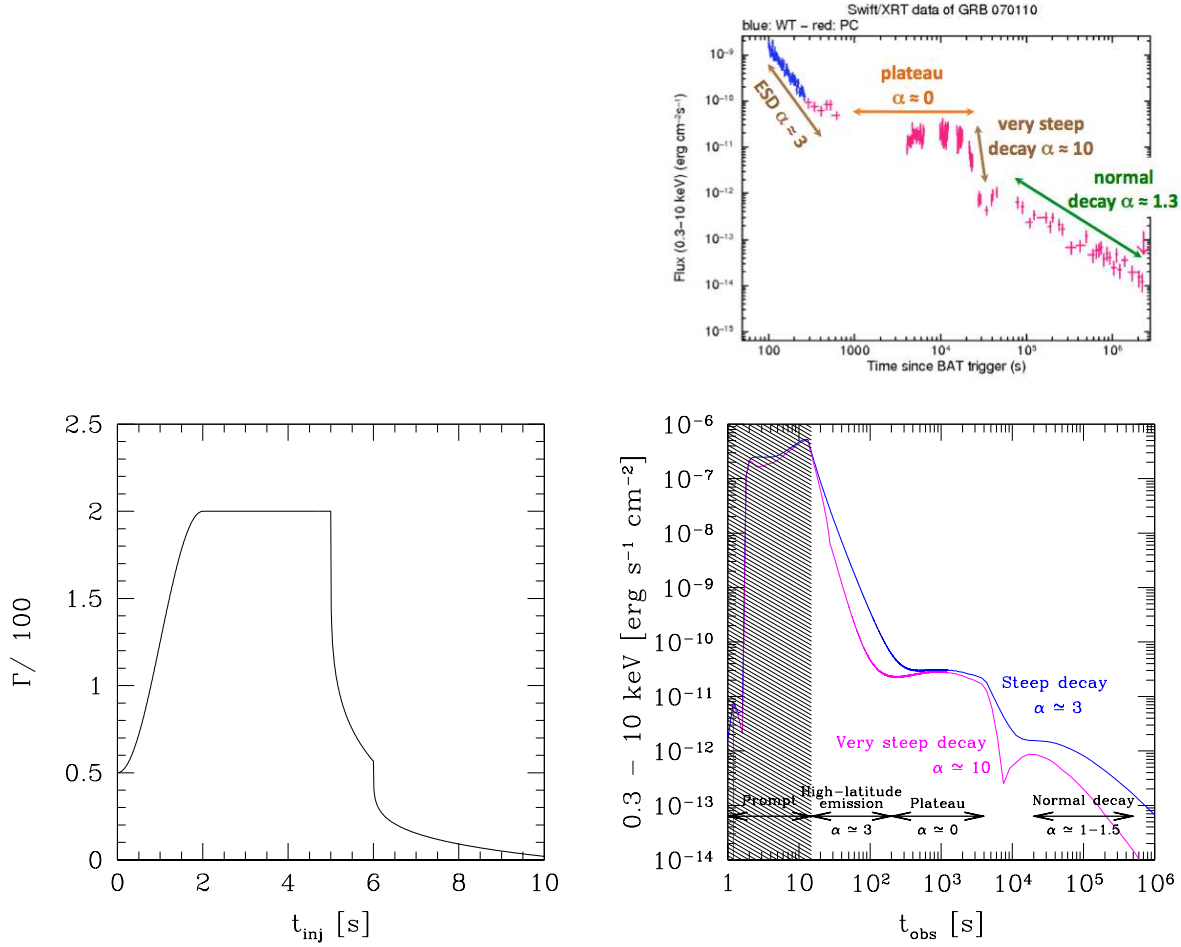 Swift/XRT data of GRB 070110
blue: WT – red: PC
Flux (0.3–10 keV) (erg cm⁻²s⁻¹)
10⁻⁹
10⁻¹⁰
10⁻¹¹
10⁻¹²
10⁻¹³
10⁻¹⁴
10⁻¹⁵
ESD α ≈ 3
plateau
α ≈ 0
very steep
decay α ≈ 10
normal
decay α ≈ 1.3
100 1000 10⁴ 10⁵ 10⁶
Time since BAT trigger (s)
Γ/ 100
2.5
2
1.5
1
0.5
0
0 2 4 6 8 10
t_inj [s]
0.3 − 10 keV [erg s⁻¹ cm⁻²]
10⁻⁶
10⁻⁷
10⁻⁸
10⁻⁹
10⁻¹⁰
10⁻¹¹
10⁻¹²
10⁻¹³
10⁻¹⁴
Steep decay
α ≃ 3
Very steep decay
α ≃ 10
Prompt
High−latitude
emission
α ≃ 3
Plateau
α ≃ 0
Normal decay
α ≃ 1−1.5
1 10 10² 10³ 10⁴ 10⁵ 10⁶
t_obs [s]